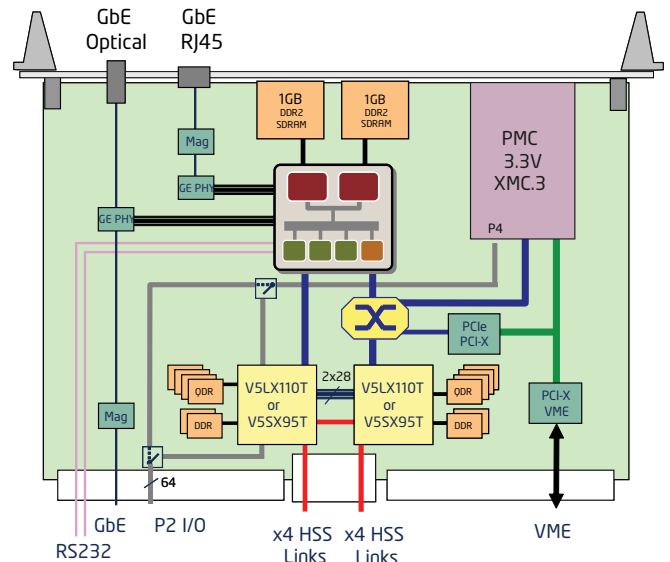 GbE
Optical
GbE
RJ45
1GB
DDR2
SDRAM
1GB
DDR2
SDRAM
PMC
3.3V
XMC.3
P4
Mag
GE PHY
GE PHY
PCIe
PCI-X
V5LX110T
or
V5SX95T
2x28
V5LX110T
or
V5SX95T
QDR
DDR
QDR
DDR
PCI-X
VME
Mag
64
GbE
P2 I/O
RS232
x4 HSS
Links
x4 HSS
Links
VME